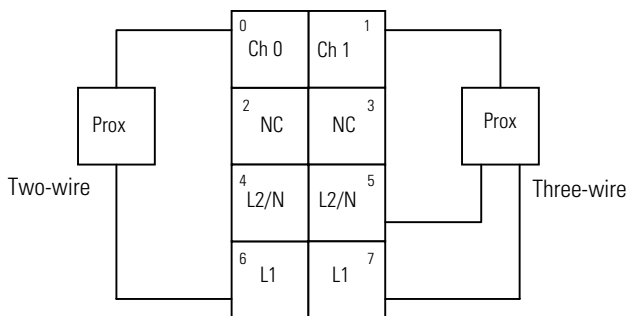 0 1
Ch 0 Ch 1
Prox 2 NC NC 3 Prox
Two-wire 4 L2/N L2/N 5 Three-wire
6 L1 L1 7